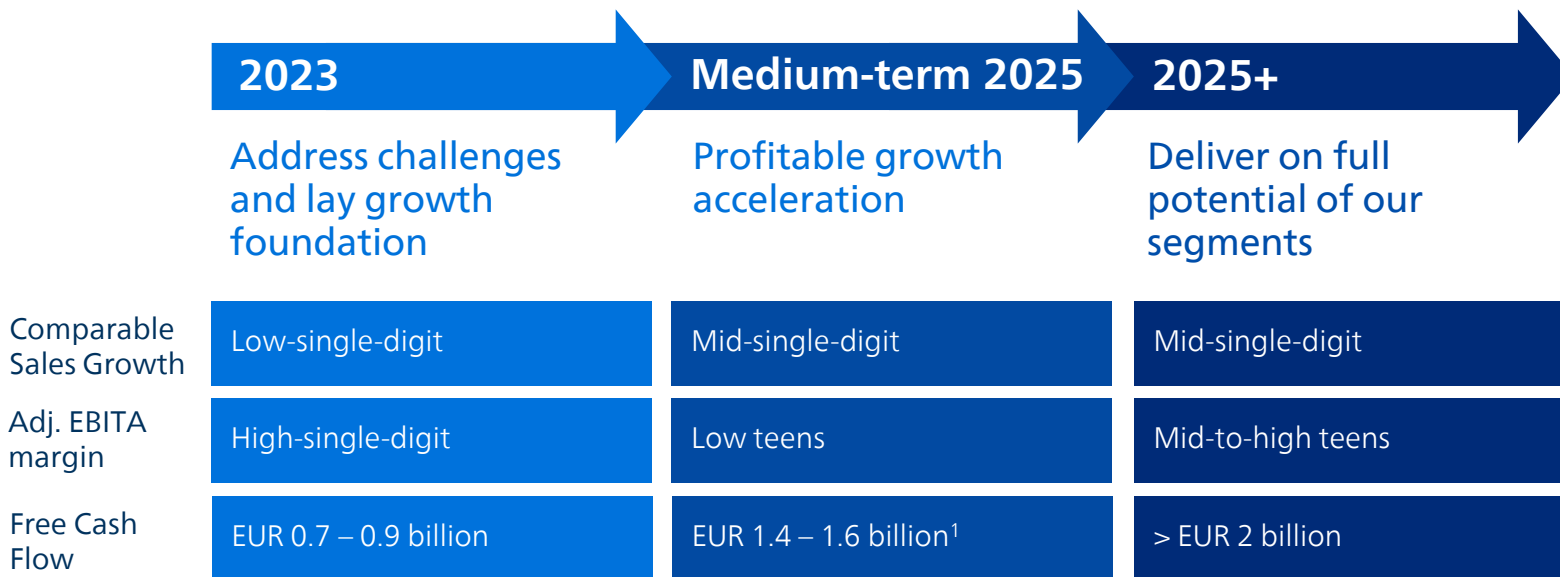 2023
Medium-term 2025
2025+
Address challenges
and lay growth
foundation
Profitable growth
acceleration
Deliver on full
potential of our
segments
Comparable
Sales Growth
Low-single-digit
Mid-single-digit
Mid-single-digit
Adj. EBITA
margin
High-single-digit
Low teens
Mid-to-high teens
Free Cash
Flow
EUR 0.7 – 0.9 billion
EUR 1.4 – 1.6 billion¹
> EUR 2 billion